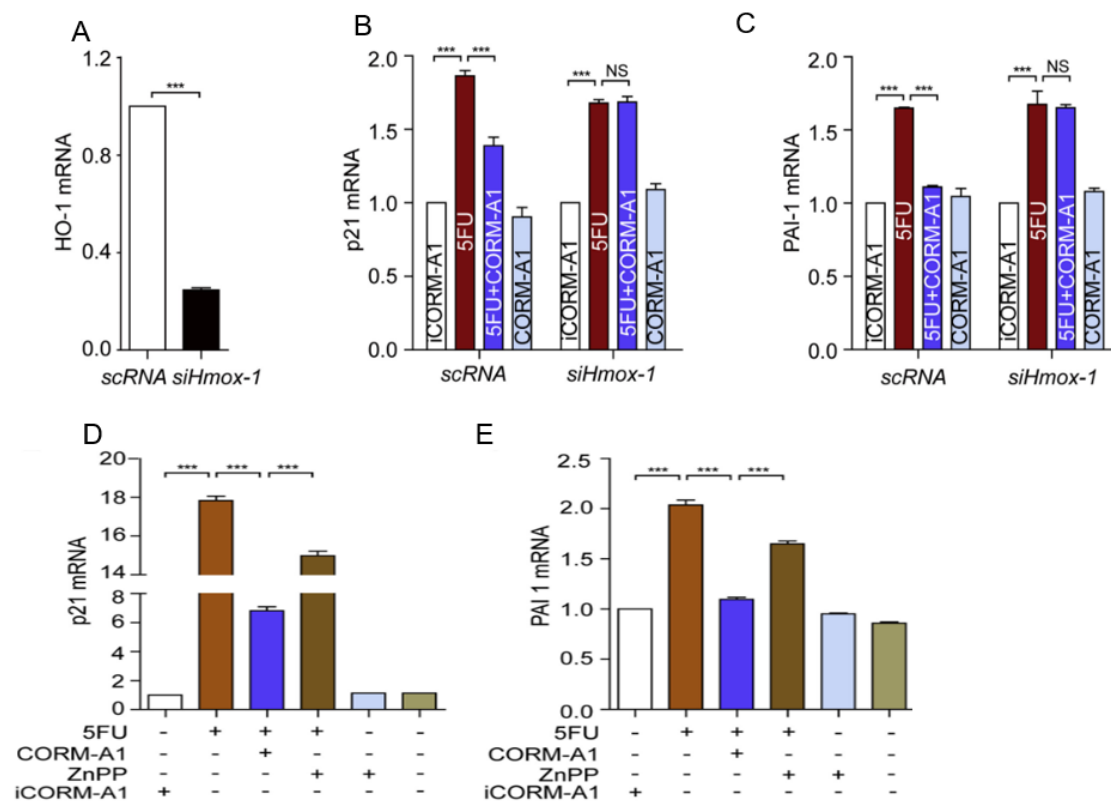 A
1.2
0.8
0.4
0.0
HO-1 mRNA
***
scRNA siHmox-1
B
2.0
1.5
1.0
0.5
0.0
p21 mRNA
*** ***
*** NS
iCORM-A1
5FU
5FU+CORM-A1
CORM-A1
iCORM-A1
5FU
5FU+CORM-A1
CORM-A1
scRNA siHmox-1
C
2.0
1.5
1.0
0.5
0.0
PAI-1 mRNA
*** ***
*** NS
iCORM-A1
5FU
5FU+CORM-A1
CORM-A1
iCORM-A1
5FU
5FU+CORM-A1
CORM-A1
scRNA siHmox-1
D
20
18
16
14
8
6
4
2
0
p21 mRNA
*** *** ***
5FU - + + + - -
CORM-A1 - - + - - -
ZnPP - - - + + -
iCORM-A1 + - - - - -
E
2.5
2.0
1.5
1.0
0.5
0.0
PAI 1 mRNA
*** *** ***
5FU - + + + - -
CORM-A1 - - + - - -
ZnPP - - - + + -
iCORM-A1 + - - - - -